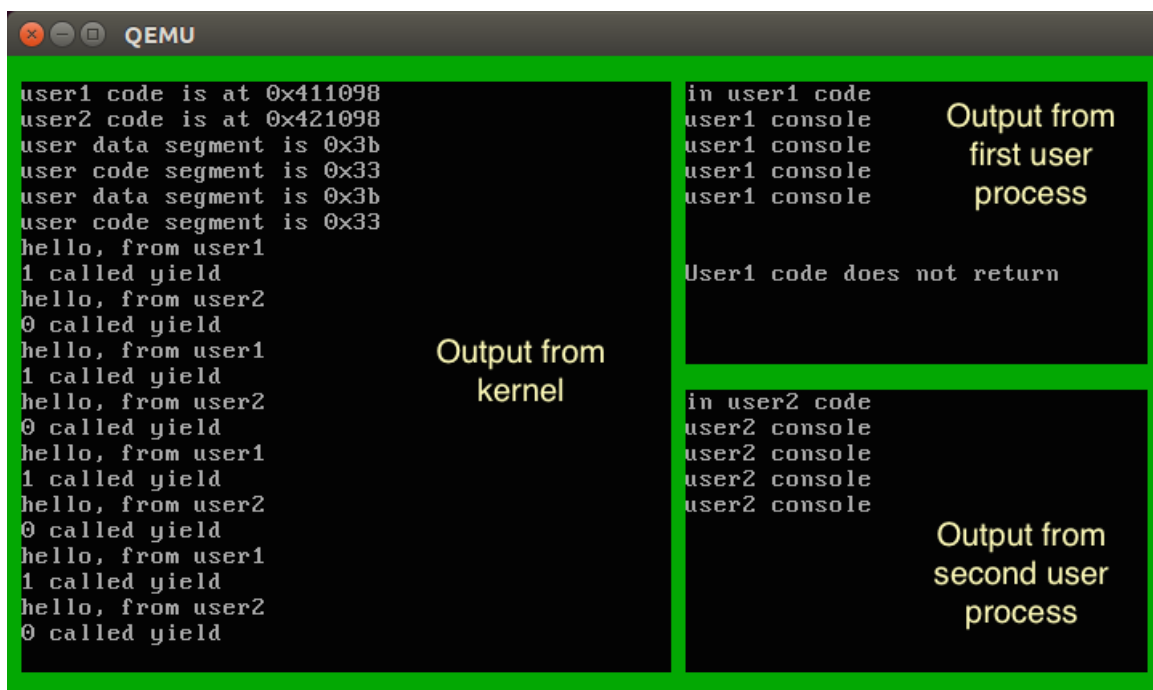 QEMU
user1 code is at 0x411098
user2 code is at 0x421098
user data segment is 0x3b
user code segment is 0x33
user data segment is 0x3b
user code segment is 0x33
hello, from user1
1 called yield
hello, from user2
0 called yield
hello, from user1
1 called yield
hello, from user2
0 called yield
hello, from user1
1 called yield
hello, from user2
0 called yield
hello, from user1
1 called yield
hello, from user2
0 called yield
Output from
kernel
in user1 code
user1 console
user1 console
user1 console
user1 console
User1 code does not return
Output from
first user
process
in user2 code
user2 console
user2 console
user2 console
user2 console
Output from
second user
process